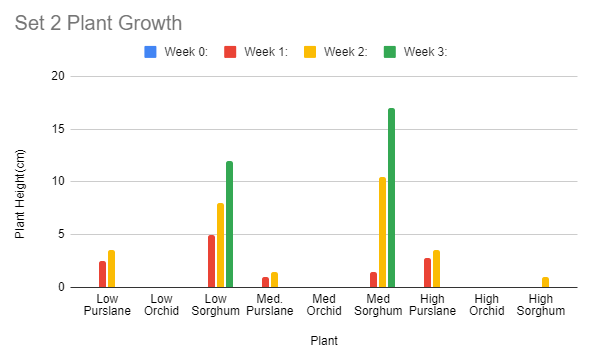 Set 2 Plant Growth
Week 0: Week 1: Week 2: Week 3:
20
15
10
5
0
Plant Height(cm)
Low Purslane
Low Orchid
Low Sorghum
Med. Purslane
Med Orchid
Med Sorghum
High Purslane
High Orchid
High Sorghum
Plant